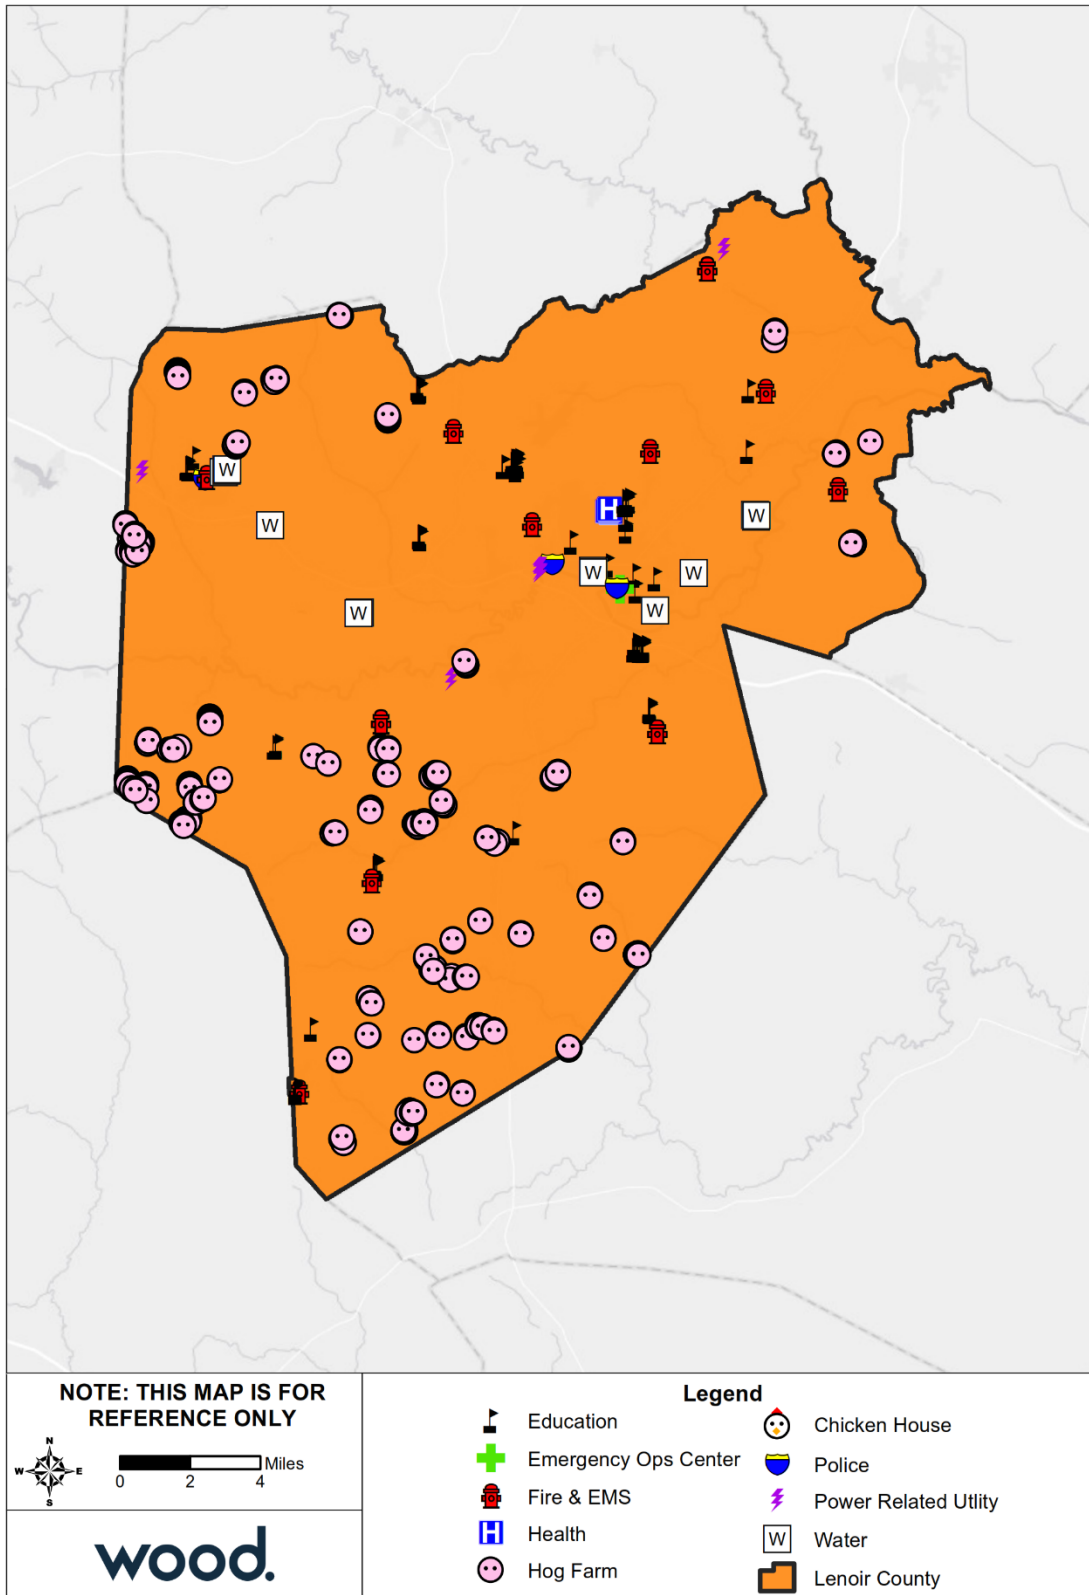 W
W
W
W
W
W
W
H
NOTE: THIS MAP IS FOR
REFERENCE ONLY
N
W E
S
0 2 4 Miles
wood.
Legend
Education
Emergency Ops Center
Fire & EMS
H Health
Hog Farm
Chicken House
Police
Power Related Utlity
W Water
Lenoir County